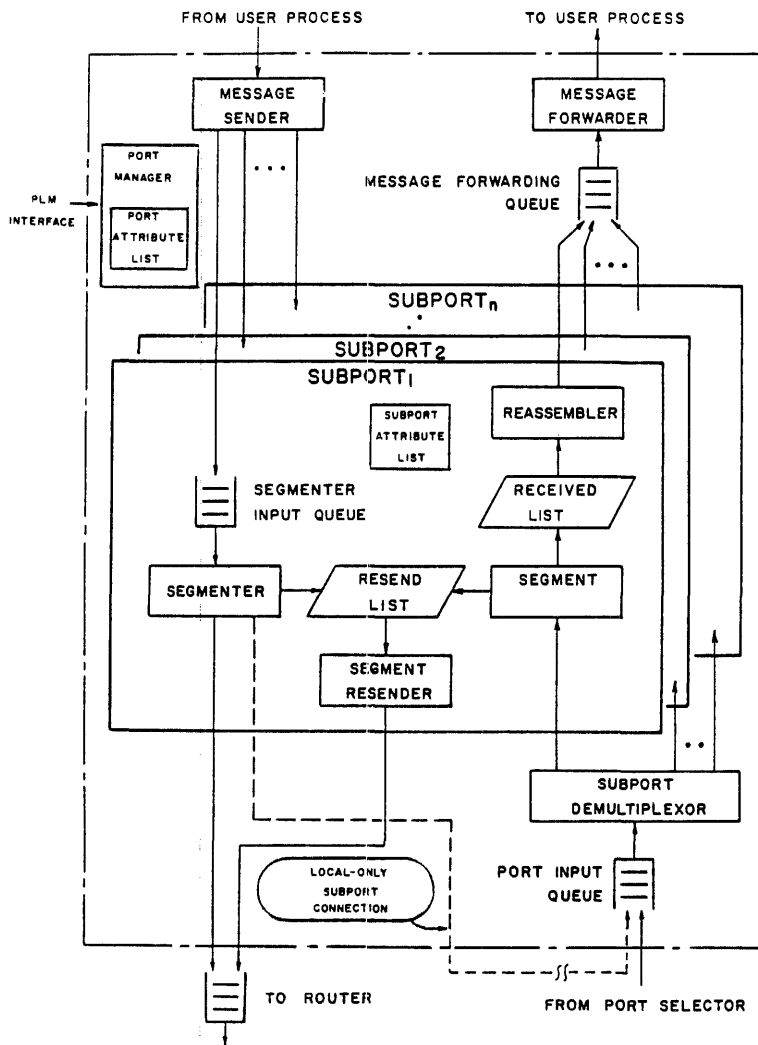 FROM USER PROCESS
TO USER PROCESS
MESSAGE
SENDER
MESSAGE
FORWARDER
PORT
MANAGER
PORT
ATTRIBUTE
LIST
PLM
INTERFACE
MESSAGE FORWARDING
QUEUE
SUBPORTn
SUBPORT2
SUBPORT1
SUBPORT
ATTRIBUTE
LIST
REASSEMBLER
RECEIVED
LIST
SEGMENTER
INPUT QUEUE
SEGMENTER
RESEND
LIST
SEGMENT
SEGMENT
RESENDER
SUBPORT
DEMULTIPLEXOR
LOCAL-ONLY
SUBPORT
CONNECTION
PORT INPUT
QUEUE
TO ROUTER
FROM PORT SELECTOR